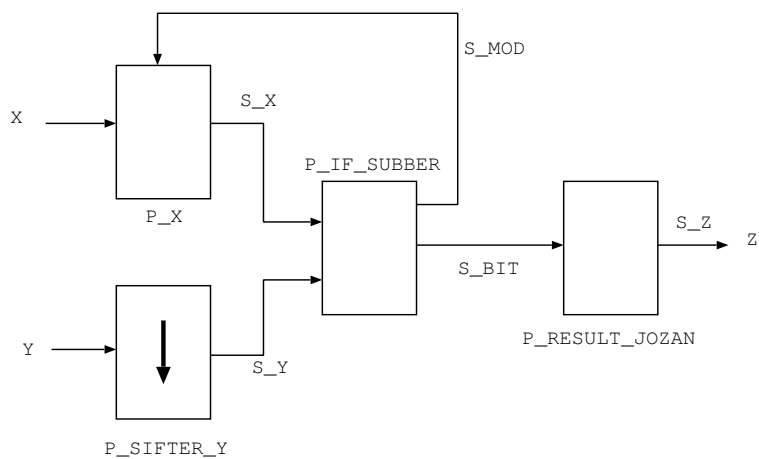 S_MOD
S_X
X
P_IF_SUBBER
P_X
S_Z
Z
S_BIT
P_RESULT_JOZAN
Y
S_Y
P_SIFTER_Y